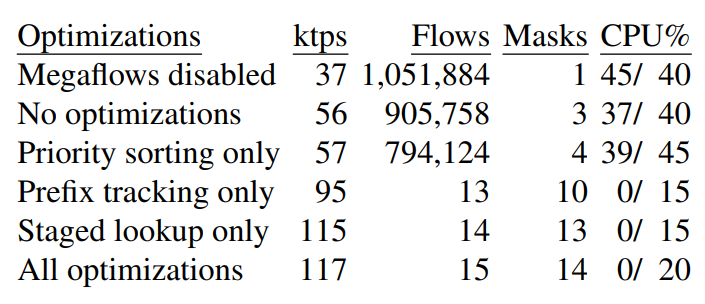 Optimizations ktps Flows Masks CPU%
Megaflows disabled 37 1,051,884 1 45/ 40
No optimizations 56 905,758 3 37/ 40
Priority sorting only 57 794,124 4 39/ 45
Prefix tracking only 95 13 10 0/ 15
Staged lookup only 115 14 13 0/ 15
All optimizations 117 15 14 0/ 20